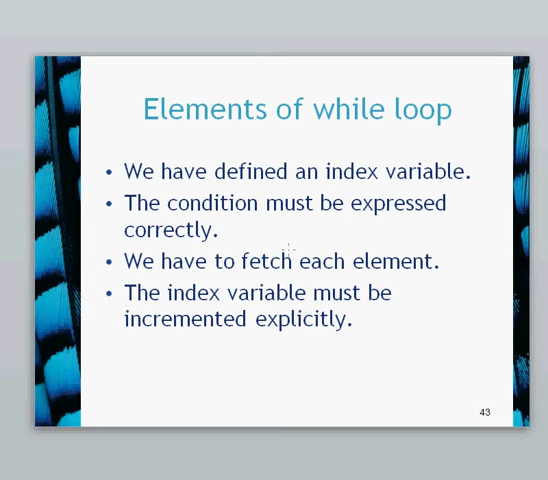 Elements of while loop
• We have defined an index variable.
• The condition must be expressed
correctly.
• We have to fetch each element.
• The index variable must be
incremented explicitly.
43